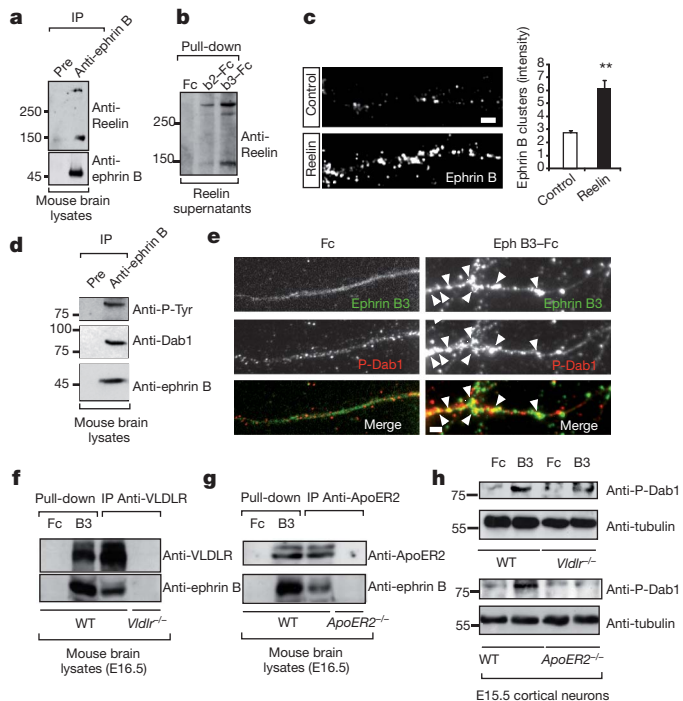 a
IP
Pre
Anti-ephrin B
250
150
Anti-
Reelin
45
Anti-
ephrin B
Mouse brain
lysates
b
Pull-down
Fc
b2–Fc
b3–Fc
250
150
Anti-
Reelin
Reelin
supernatants
c
Control
Reelin
Ephrin B
Ephrin B clusters (intensity)
8
7
6
5
4
3
2
1
0
**
Control
Reelin
d
IP
Pre
Anti-ephrin B
75
Anti-P-Tyr
100
75
Anti-Dab1
45
Anti-ephrin B
Mouse brain
lysates
e
Fc
Eph B3–Fc
Ephrin B3
Ephrin B3
P-Dab1
P-Dab1
Merge
Merge
f
Pull-down IP Anti-VLDLR
Fc B3
Anti-VLDLR
Anti-ephrin B
WT Vldlr–/–
Mouse brain
lysates (E16.5)
g
Pull-down IP Anti-ApoER2
Fc B3
Anti-ApoER2
Anti-ephrin B
WT ApoER2–/–
Mouse brain
lysates (E16.5)
h
Fc B3 Fc B3
75
Anti-P-Dab1
55
Anti-tubulin
WT Vldlr–/–
75
Anti-P-Dab1
55
Anti-tubulin
WT ApoER2–/–
E15.5 cortical neurons